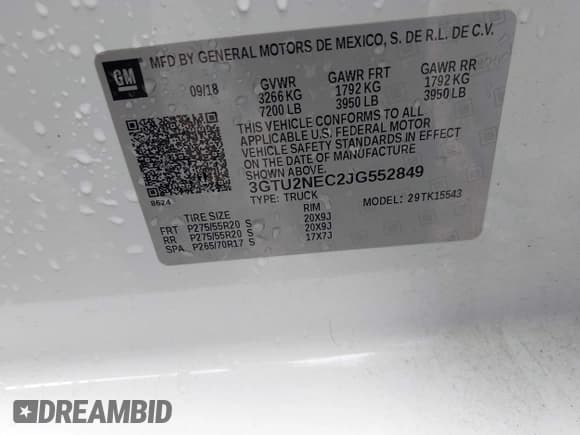 MFD BY GENERAL MOTORS DE MEXICO, S. DE R.L. DE C.V.
GM
09/18 GVWR GAWR FRT GAWR RR
3266 KG 1792 KG 1792 KG
7200 LB 3950 LB 3950 LB
THIS VEHICLE CONFORMS TO ALL
APPLICABLE U.S. FEDERAL MOTOR
VEHICLE SAFETY STANDARDS IN EFFECT
ON THE DATE OF MANUFACTURE
SHOWN ABOVE.
3GTU2NEC2JG552849
8624 TYPE: TRUCK MODEL: 29TK15543
TIRE SIZE RIM
FRT P275/55R20 S 20X9J
RR P275/55R20 S 20X9J
SPA P265/70R17 S 17X7J
DREAMBID